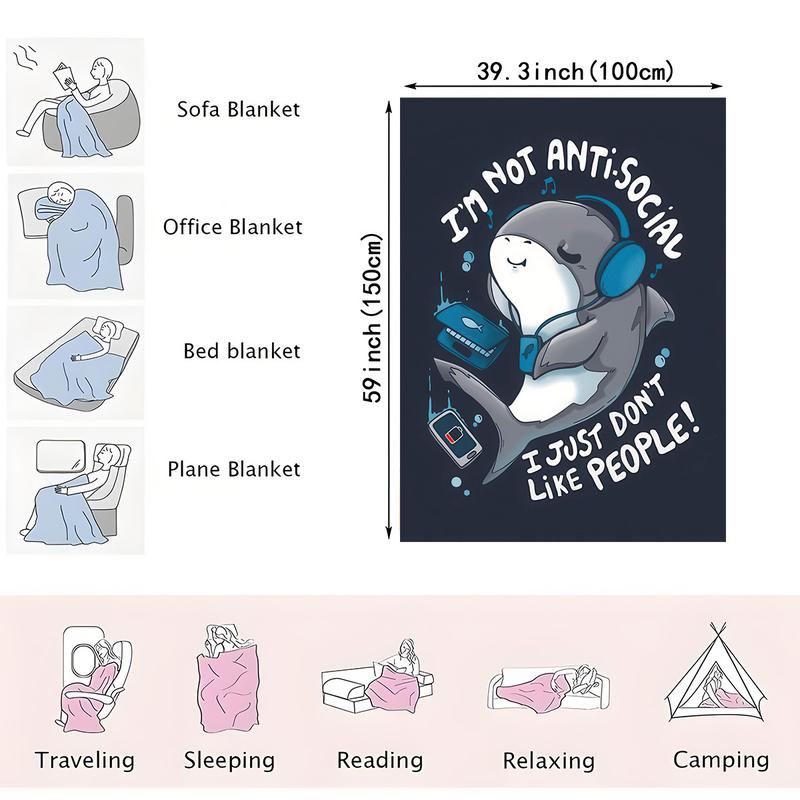 Sofa Blanket
Office Blanket
Bed blanket
Plane Blanket
39.3inch(100cm)
59inch(150cm)
I'M NOT ANTi-SOCiAL
I JUST DON'T
LiKE PEOPLE!
Traveling
Sleeping
Reading
Relaxing
Camping